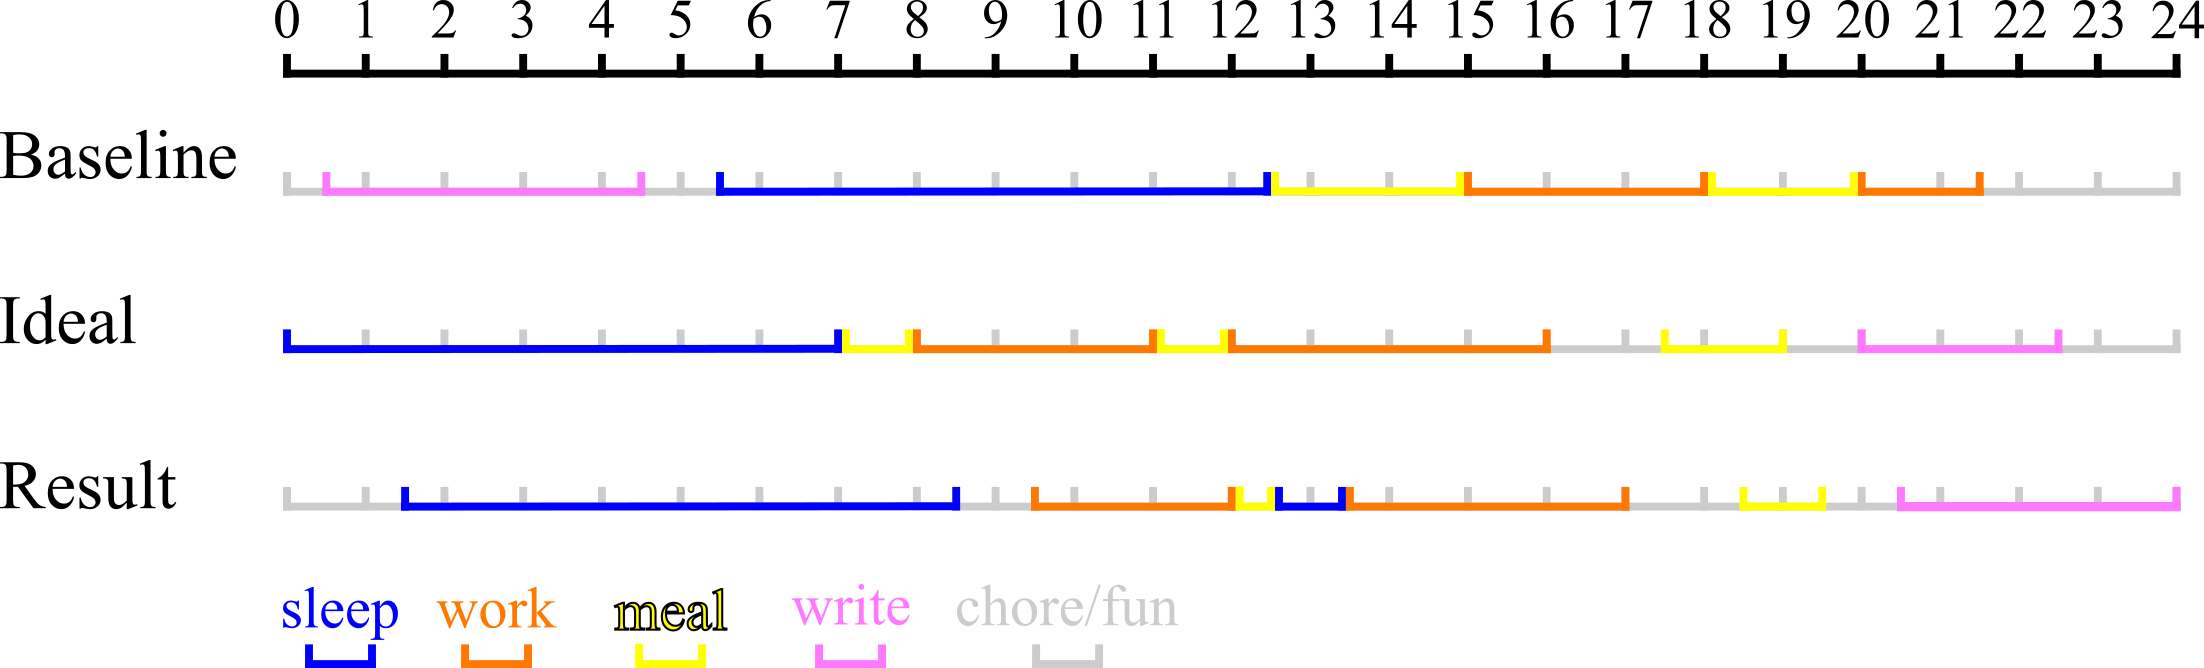 0 1 2 3 4 5 6 7 8 9 10 11 12 13 14 15 16 17 18 19 20 21 22 23 24
Baseline
Ideal
Result
sleep work meal write chore/fun